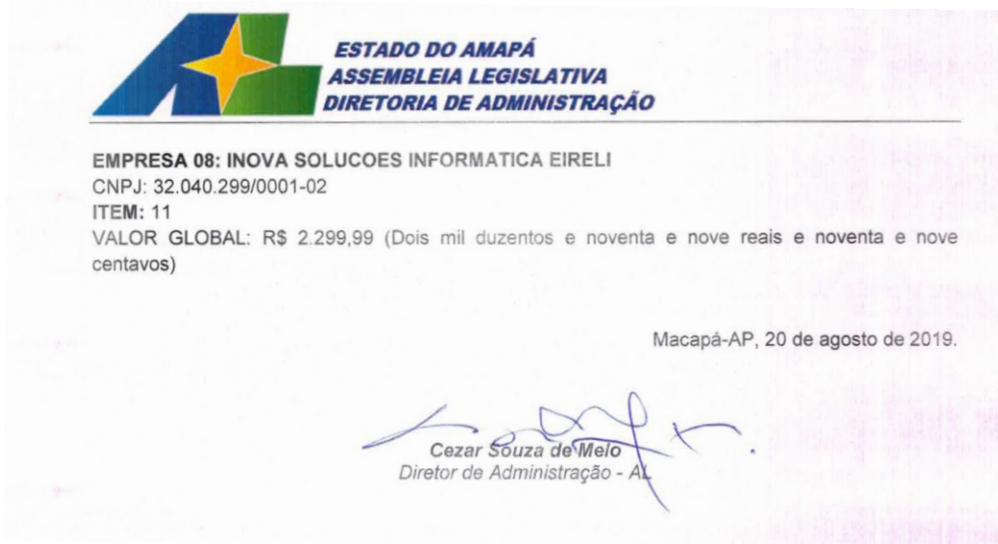 ESTADO DO AMAPÁ
ASSEMBLEIA LEGISLATIVA
DIRETORIA DE ADMINISTRAÇÃO
EMPRESA 08: INOVA SOLUCOES INFORMATICA EIRELI
CNPJ: 32.040.299/0001-02
ITEM: 11
VALOR GLOBAL: R$ 2.299,99 (Dois mil duzentos e noventa e nove reais e noventa e nove
centavos)
Macapá-AP, 20 de agosto de 2019.
Cezar Souza de Melo
Diretor de Administração - AL